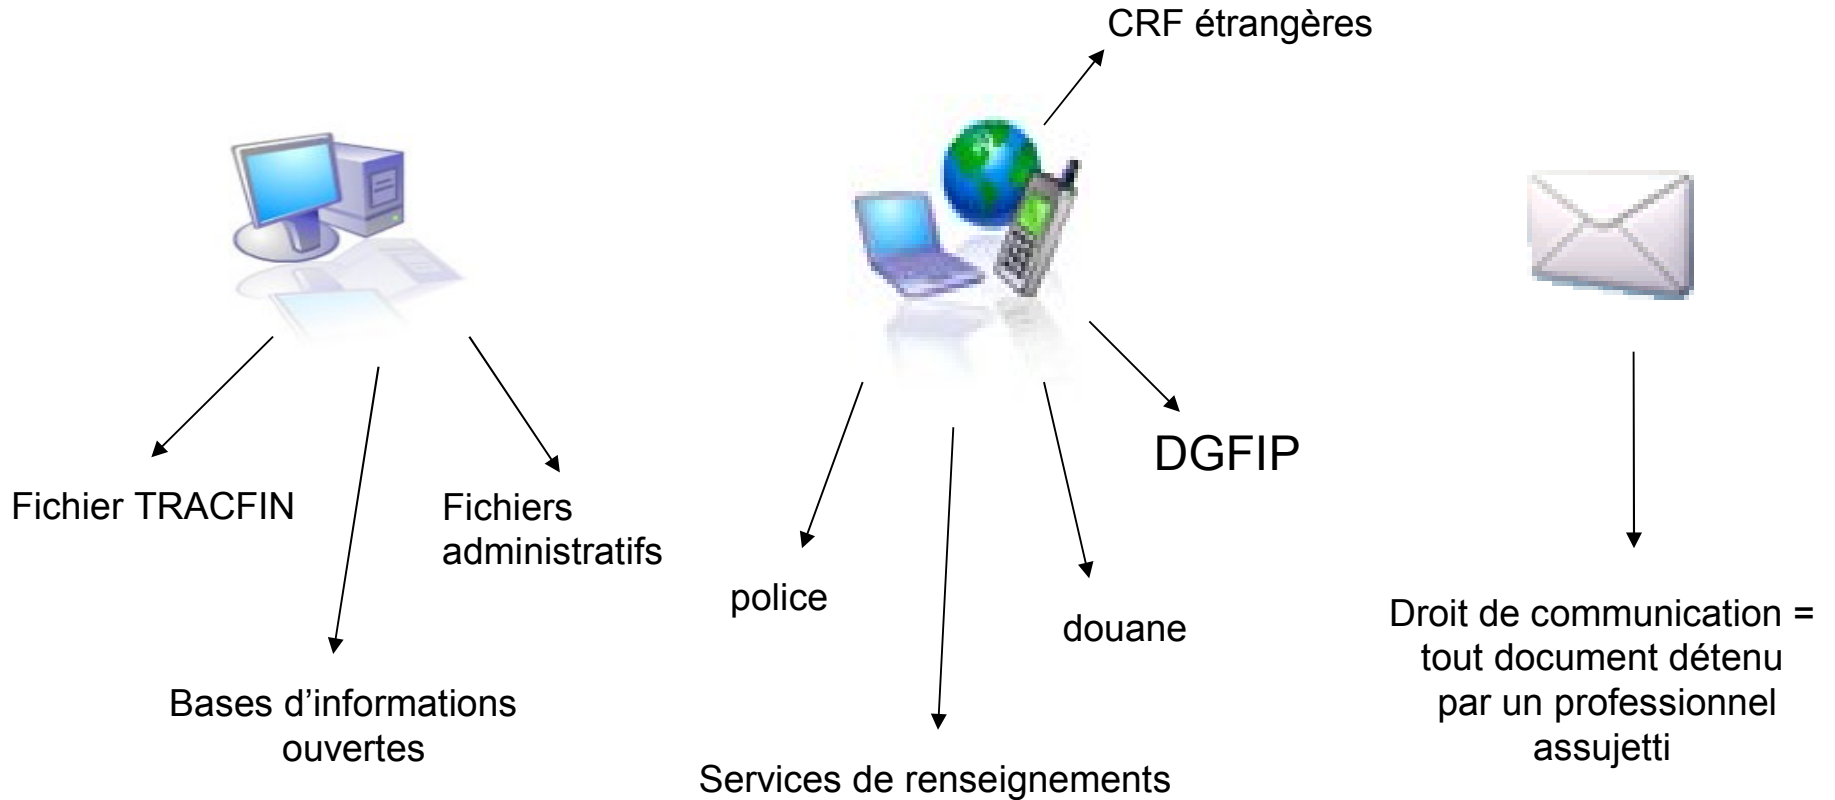 CRF étrangères
DGFIP
Fichier TRACFIN
Fichiers
administratifs
police
douane
Bases d’informations
ouvertes
Services de renseignements
Droit de communication =
tout document détenu
par un professionnel
assujetti